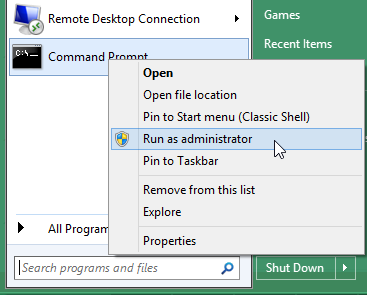 Remote Desktop Connection
Games
Recent Items
C:\
Command Prompt
Open
Open file location
Pin to Start menu (Classic Shell)
Run as administrator
Pin to Taskbar
Remove from this list
Explore
Properties
All Program
Search programs and files
Shut Down